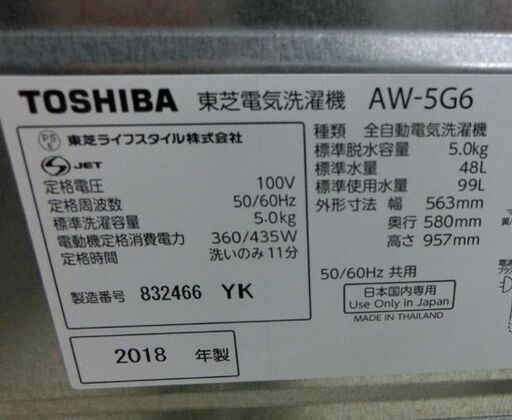 TOSHIBA 東芝電気洗濯機 AW-5G6
PS
E
東芝ライフスタイル株式会社
JET
定格電圧 100V
定格周波数 50/60Hz
標準洗濯容量 5.0kg
電動機定格消費電力 360/435W
定格時間 洗いのみ 11分
製造番号 832466 YK
2018 年製
種類 全自動電気洗濯機
標準脱水容量 5.0kg
標準水量 48L
標準使用水量 99L
外形寸法 幅 563mm
奥行 580mm
高さ 957mm
50/60Hz 共用
日本国内専用
Use Only in Japan
MADE IN THAILAND